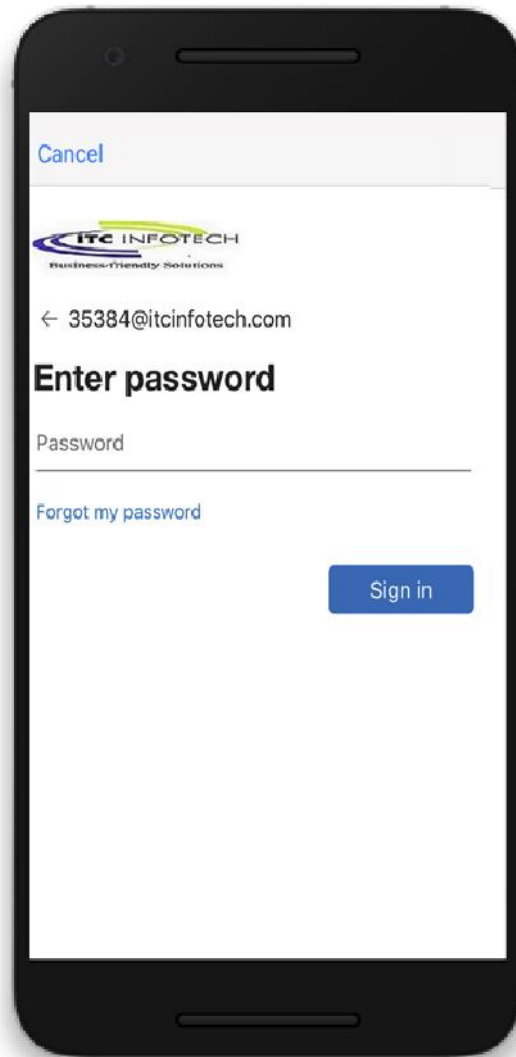 Cancel
ITC INFOTECH
Business-friendly Solutions
← 35384@itcinfotech.com
Enter password
Password
Forgot my password
Sign in